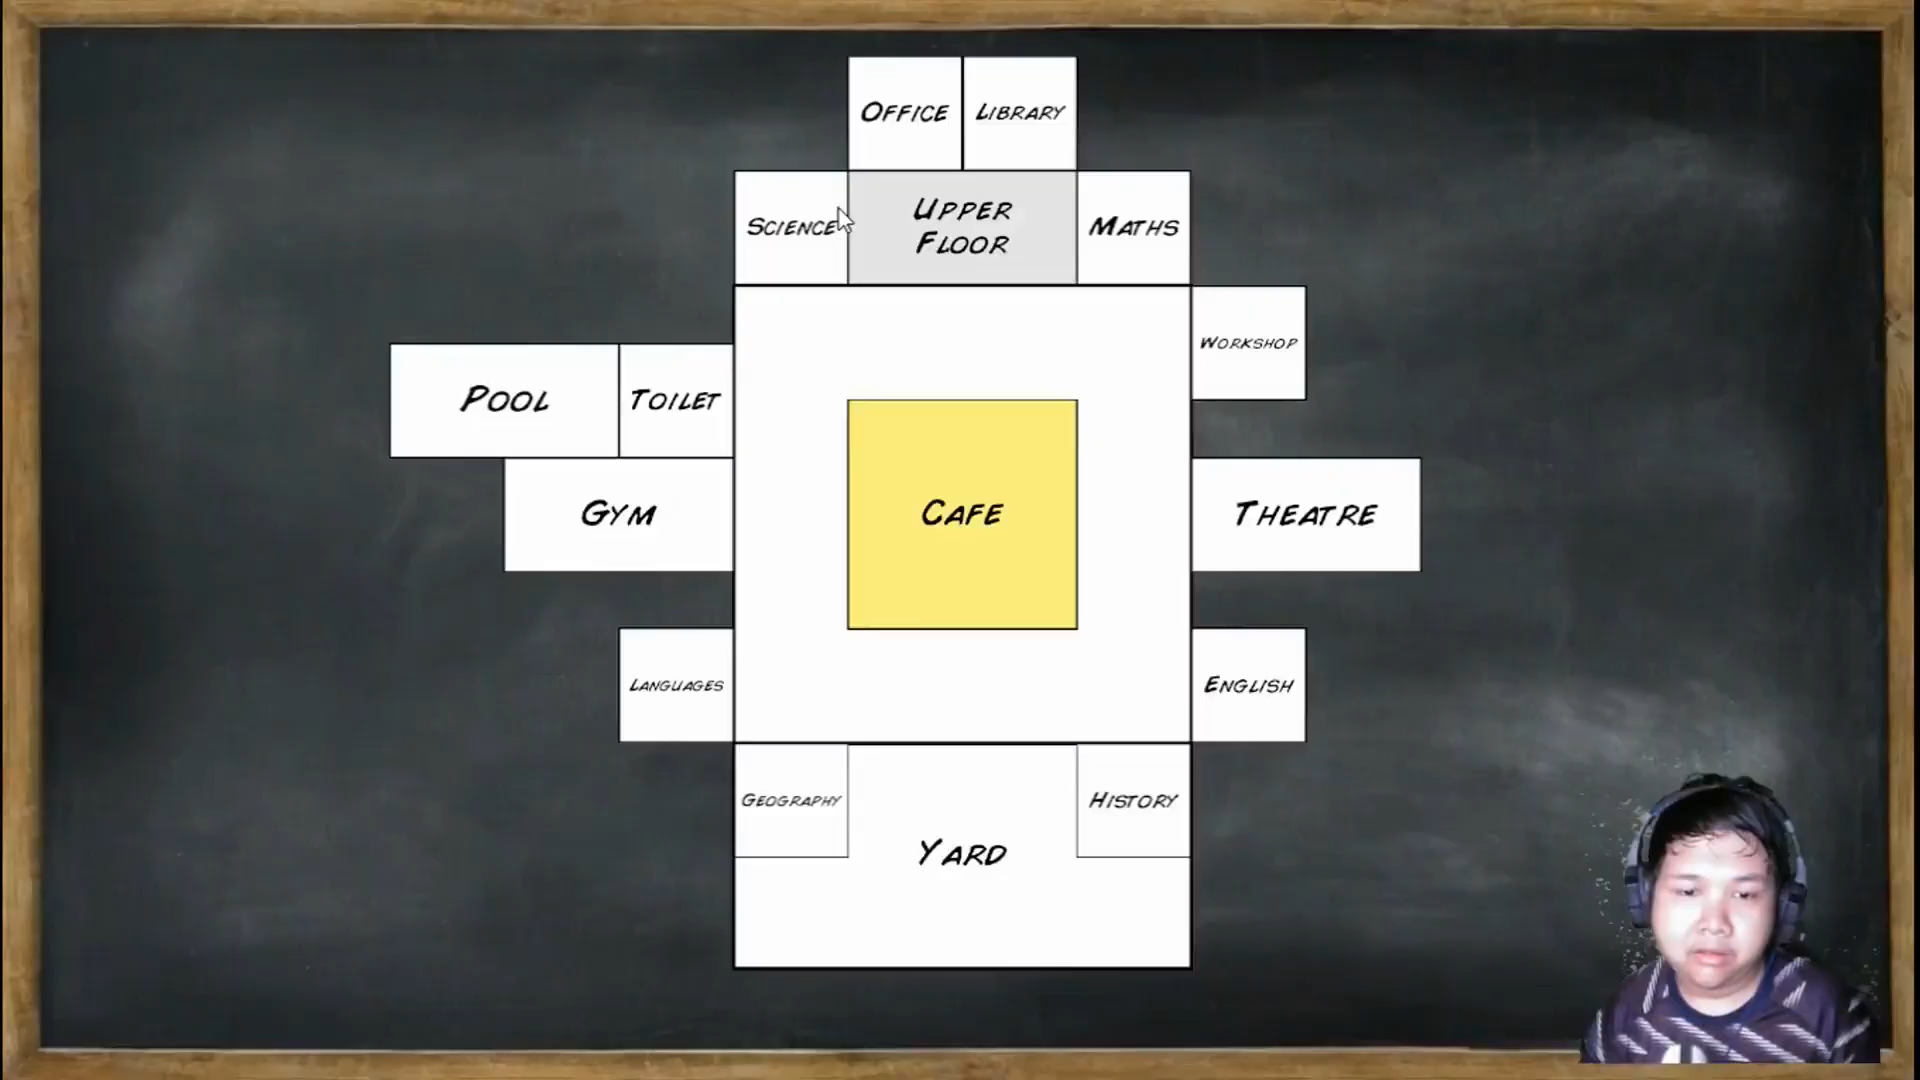 OFFICE
LIBRARY
SCIENCE
UPPER
FLOOR
MATHS
WORKSHOP
POOL
TOILET
GYM
CAFE
THEATRE
LANGUAGES
ENGLISH
GEOGRAPHY
HISTORY
YARD